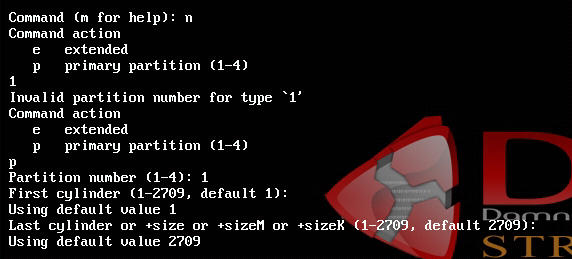 Command (m for help): n
Command action
e   extended
p   primary partition (1-4)
1
Invalid partition number for type `1'
Command action
e   extended
p   primary partition (1-4)
p
Partition number (1-4): 1
First cylinder (1-2709, default 1):
Using default value 1
Last cylinder or +size or +sizeM or +sizeK (1-2709, default 2709):
Using default value 2709
D
Damn
STR